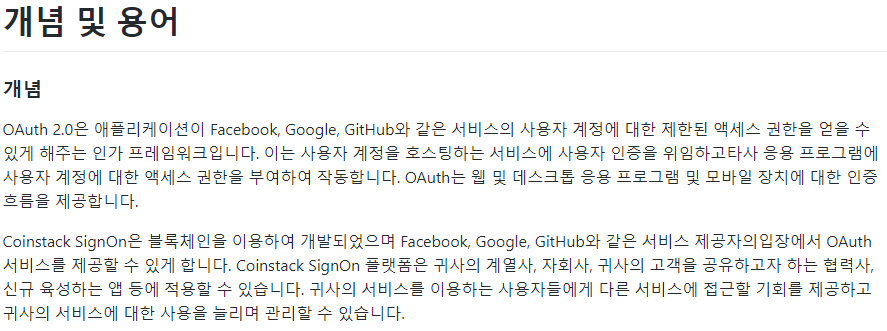 개념 및 용어
개념
OAuth 2.0은 애플리케이션이 Facebook, Google, GitHub와 같은 서비스의 사용자 계정에 대한 제한된 액세스 권한을 얻을 수
있게 해주는 인가 프레임워크입니다. 이는 사용자 계정을 호스팅하는 서비스에 사용자 인증을 위임하고타사 응용 프로그램에
사용자 계정에 대한 액세스 권한을 부여하여 작동합니다. OAuth는 웹 및 데스크톱 응용 프로그램 및 모바일 장치에 대한 인증
흐름을 제공합니다.
Coinstack SignOn은 블록체인을 이용하여 개발되었으며 Facebook, Google, GitHub와 같은 서비스 제공자의입장에서 OAuth
서비스를 제공할 수 있게 합니다. Coinstack SignOn 플랫폼은 귀사의 계열사, 자회사, 귀사의 고객을 공유하고자 하는 협력사,
신규 육성하는 앱 등에 적용할 수 있습니다. 귀사의 서비스를 이용하는 사용자들에게 다른 서비스에 접근할 기회를 제공하고
귀사의 서비스에 대한 사용을 늘리며 관리할 수 있습니다.